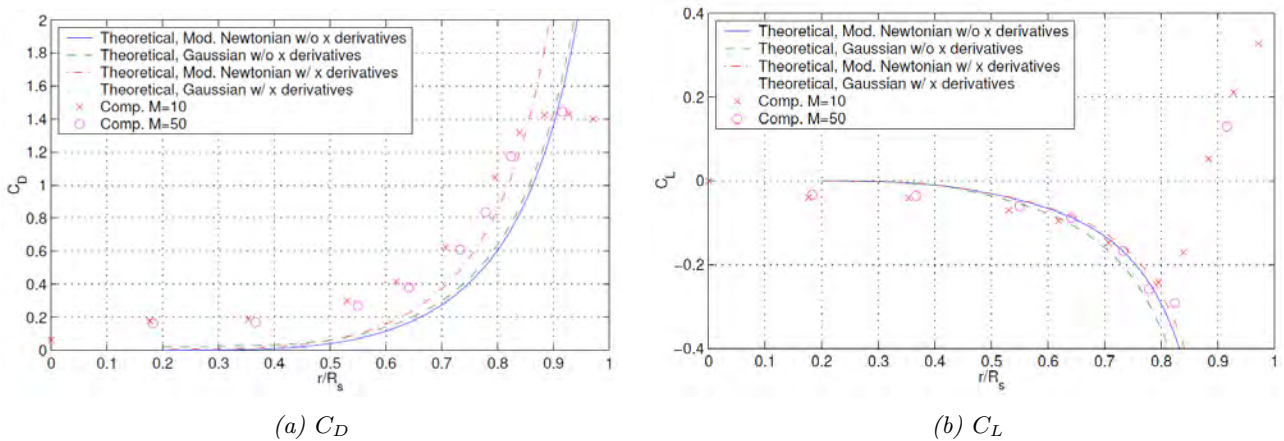 2
1.8
1.6
1.4
1.2
1
0.8
0.6
0.4
0.2
0
C_D
Theoretical, Mod. Newtonian w/o x derivatives
Theoretical, Gaussian w/o x derivatives
Theoretical, Mod. Newtonian w/ x derivatives
Theoretical, Gaussian w/ x derivatives
Comp. M=10
Comp. M=50
0 0.1 0.2 0.3 0.4 0.5 0.6 0.7 0.8 0.9 1
r/R_s
(a) C_D
0.4
0.2
0
−0.2
−0.4
C_L
Theoretical, Mod. Newtonian w/o x derivatives
Theoretical, Gaussian w/o x derivatives
Theoretical, Mod. Newtonian w/ x derivatives
Theoretical, Gaussian w/ x derivatives
Comp. M=10
Comp. M=50
0 0.1 0.2 0.3 0.4 0.5 0.6 0.7 0.8 0.9 1
r/R_s
(b) C_L